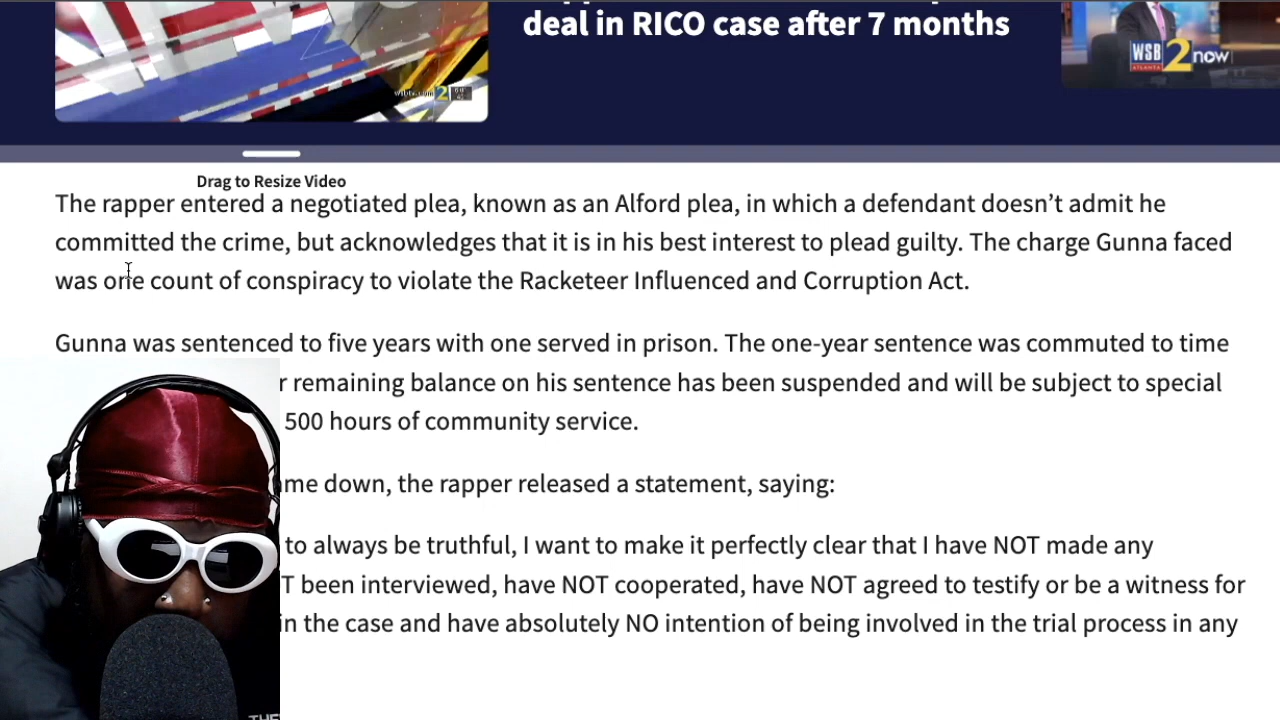 deal in RICO case after 7 months
WSB 2 now
ATLANTA
2
Drag to Resize Video
The rapper entered a negotiated plea, known as an Alford plea, in which a defendant doesn’t admit he
committed the crime, but acknowledges that it is in his best interest to plead guilty. The charge Gunna faced
was one count of conspiracy to violate the Racketeer Influenced and Corruption Act.
Gunna was sentenced to five years with one served in prison. The one-year sentence was commuted to time
remaining balance on his sentence has been suspended and will be subject to special
500 hours of community service.
me down, the rapper released a statement, saying:
to always be truthful, I want to make it perfectly clear that I have NOT made any
T been interviewed, have NOT cooperated, have NOT agreed to testify or be a witness for
in the case and have absolutely NO intention of being involved in the trial process in any